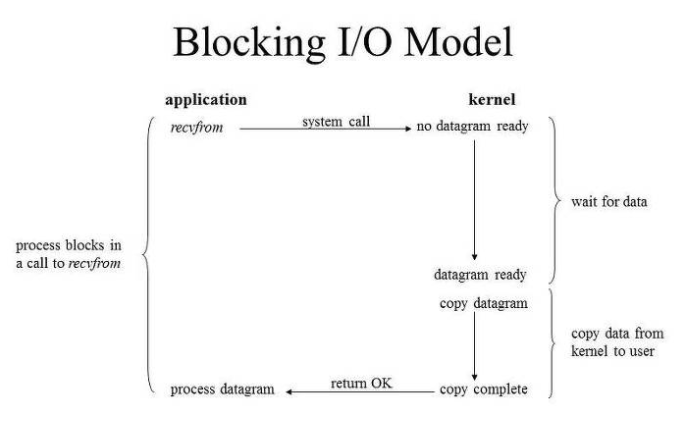 Blocking I/O Model
application
kernel
recvfrom
system call
no datagram ready
wait for data
process blocks in
a call to recvfrom
datagram ready
copy datagram
copy data from
kernel to user
process datagram
return OK
copy complete